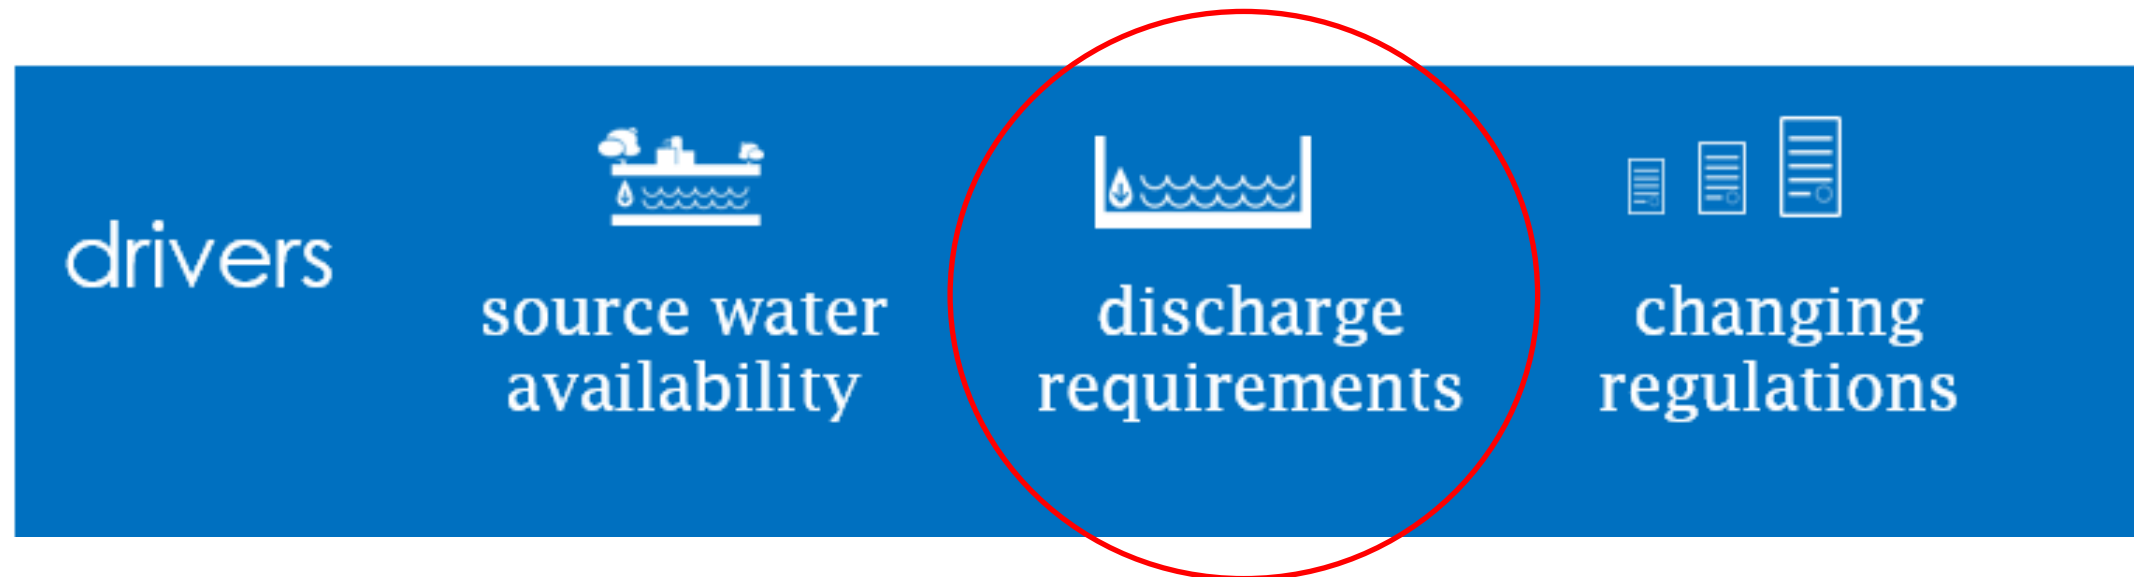 drivers
source water
availability
discharge
requirements
changing
regulations